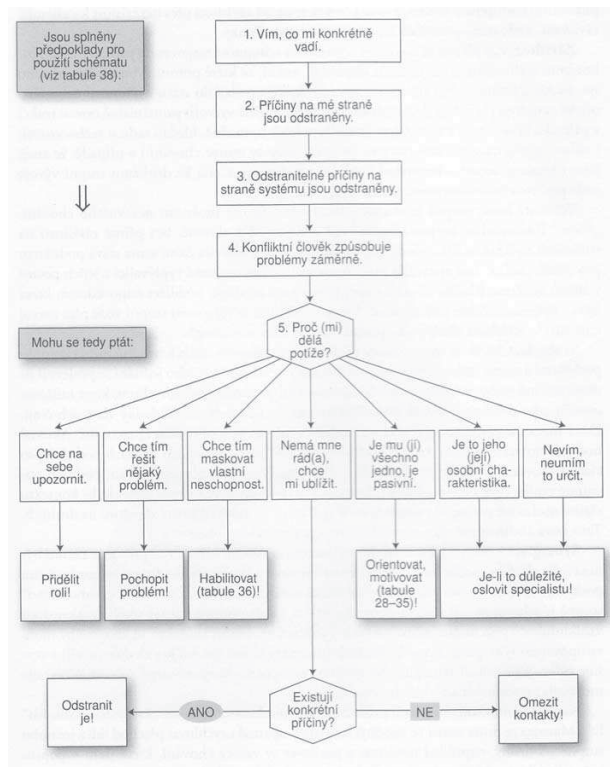 Jsou splněny
předpoklady pro
použití schématu
(viz tabule 38):
1. Vím, co mi konkrétně
vadí.
2. Příčiny na mé straně
jsou odstraněny.
3. Odstranitelné příčiny na
straně systému jsou odstraněny.
4. Konfliktní člověk způsobuje
problémy záměrně.
Mohu se tedy ptát:
5. Proč (mi)
dělá
potíže?
Chce na
sebe
upozornit.
Chce tím
řešit
nějaký
problém.
Chce tím
maskovat
vlastní
neschopnost.
Nemá mne
rád(a),
chce
mi ublížit.
Je mu (jí)
všechno
jedno, je
pasivní.
Je to jeho
(její)
osobní cha-
rakteristika.
Nevím,
neumím
to určit.
Přidělit
roli!
Pochopit
problém!
Habilitovat
(tabule 36)!
Orientovat,
motivovat
(tabule
28–35)!
Je-li to důležité,
oslovit specialistu!
Odstranit
je!
ANO
Existují
konkrétní
příčiny?
NE
Omezit
kontakty!